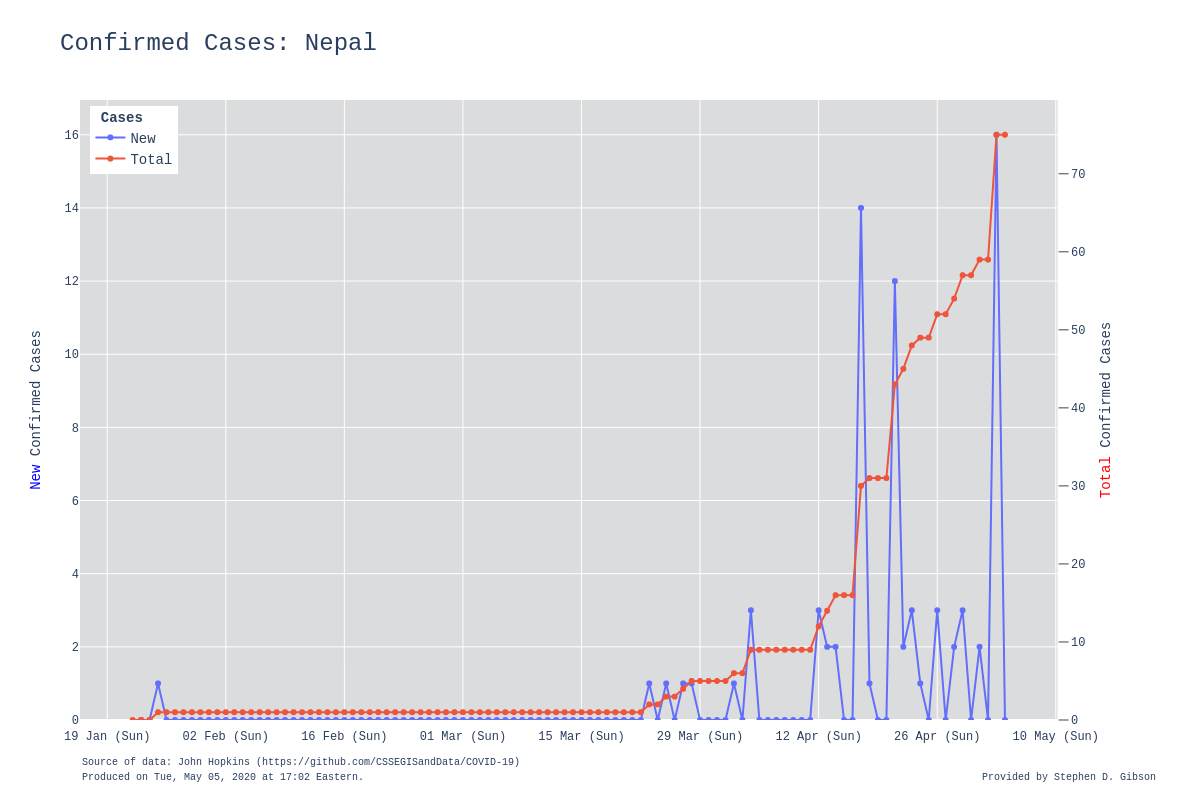 Confirmed Cases: Nepal
Cases
New
Total
16
14
12
10
8
6
4
2
0
70
60
50
40
30
20
10
0
New Confirmed Cases
Total Confirmed Cases
19 Jan (Sun) 02 Feb (Sun) 16 Feb (Sun) 01 Mar (Sun) 15 Mar (Sun) 29 Mar (Sun) 12 Apr (Sun) 26 Apr (Sun) 10 May (Sun)
Source of data: John Hopkins (https://github.com/CSSEGISandData/COVID-19)
Produced on Tue, May 05, 2020 at 17:02 Eastern.
Provided by Stephen D. Gibson